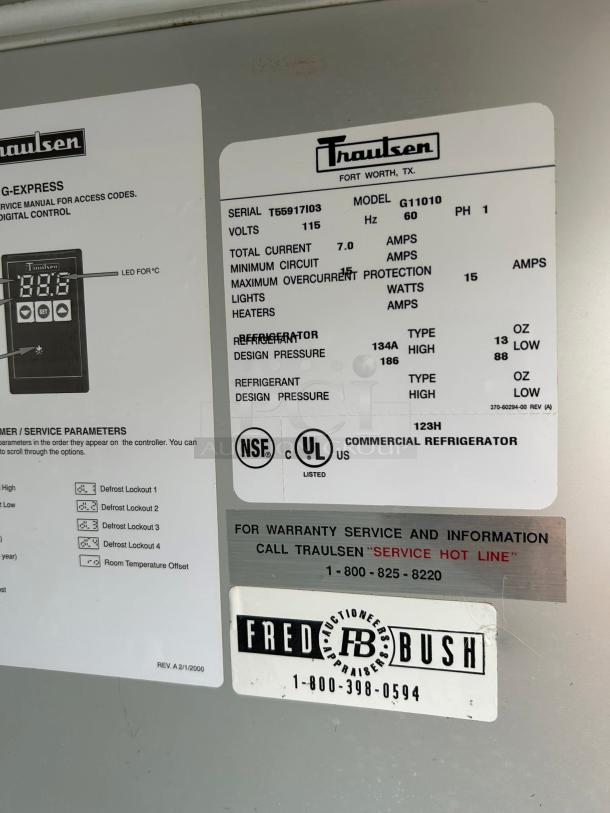 raulsen
G-EXPRESS
ERVICE MANUAL FOR ACCESS CODES.
DIGITAL CONTROL
Traulsen
88.8
SET
LED FOR °C
MER / SERVICE PARAMETERS
parameters in the order they appear on the controller. You can
to scroll through the options.
High
Low
year)
Defrost Lockout 1
Defrost Lockout 2
Defrost Lockout 3
Defrost Lockout 4
Room Temperature Offset
REV. A 2/1/2000
Traulsen
FORT WORTH, TX.
SERIAL T55917I03 MODEL G11010
VOLTS 115 Hz 60 PH 1
TOTAL CURRENT 7.0 AMPS
MINIMUM CIRCUIT 15 AMPS
MAXIMUM OVERCURRENT PROTECTION 15 AMPS
LIGHTS WATTS
HEATERS AMPS
REFRIGERATOR
REFRIGERANT 134A TYPE 13 OZ
DESIGN PRESSURE 186 HIGH 88 LOW
REFRIGERANT TYPE OZ
DESIGN PRESSURE HIGH LOW
370-60294-00 REV (A)
123H
COMMERCIAL REFRIGERATOR
NSF®
C UL US
LISTED
PCI
AUCTION GROUP
FOR WARRANTY SERVICE AND INFORMATION
CALL TRAULSEN "SERVICE HOT LINE"
1-800-825-8220
FRED FB BUSH
AUCTIONEERS
APPRAISERS
1-800-398-0594